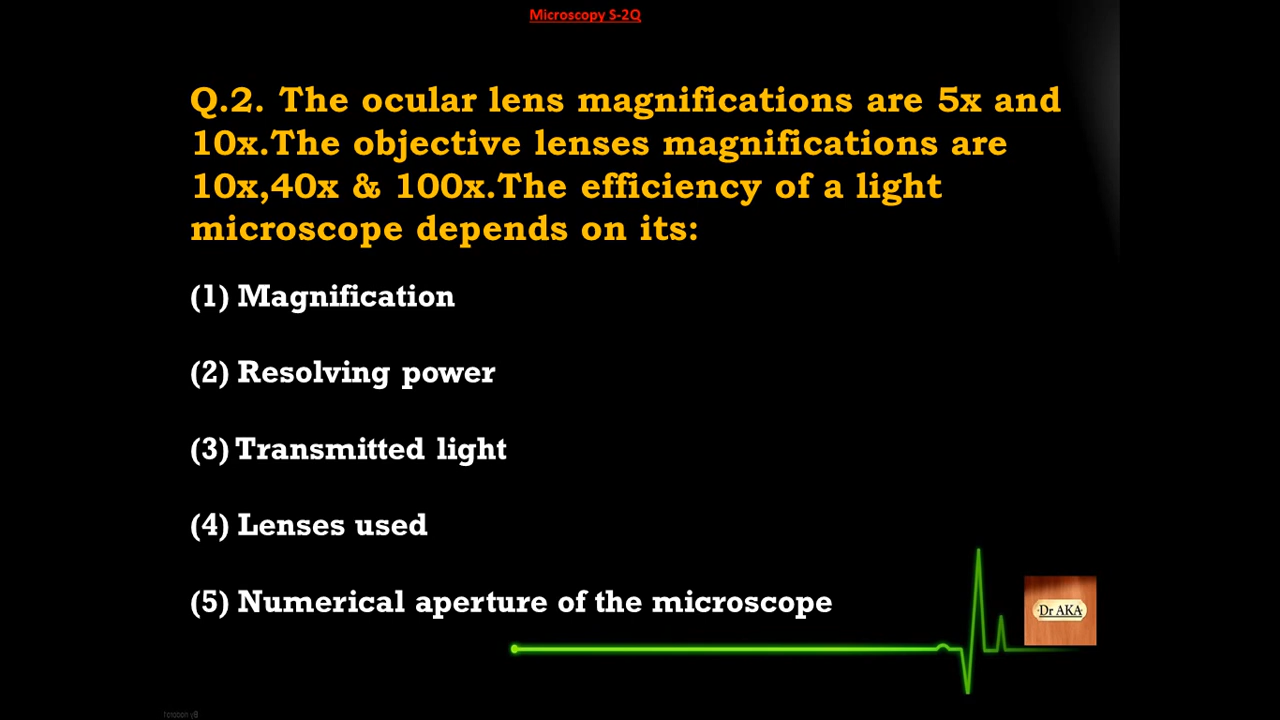 Microscopy S-2Q
Q.2. The ocular lens magnifications are 5x and
10x.The objective lenses magnifications are
10x,40x & 100x.The efficiency of a light
microscope depends on its:
(1) Magnification
(2) Resolving power
(3) Transmitted light
(4) Lenses used
(5) Numerical aperture of the microscope
Dr AKA